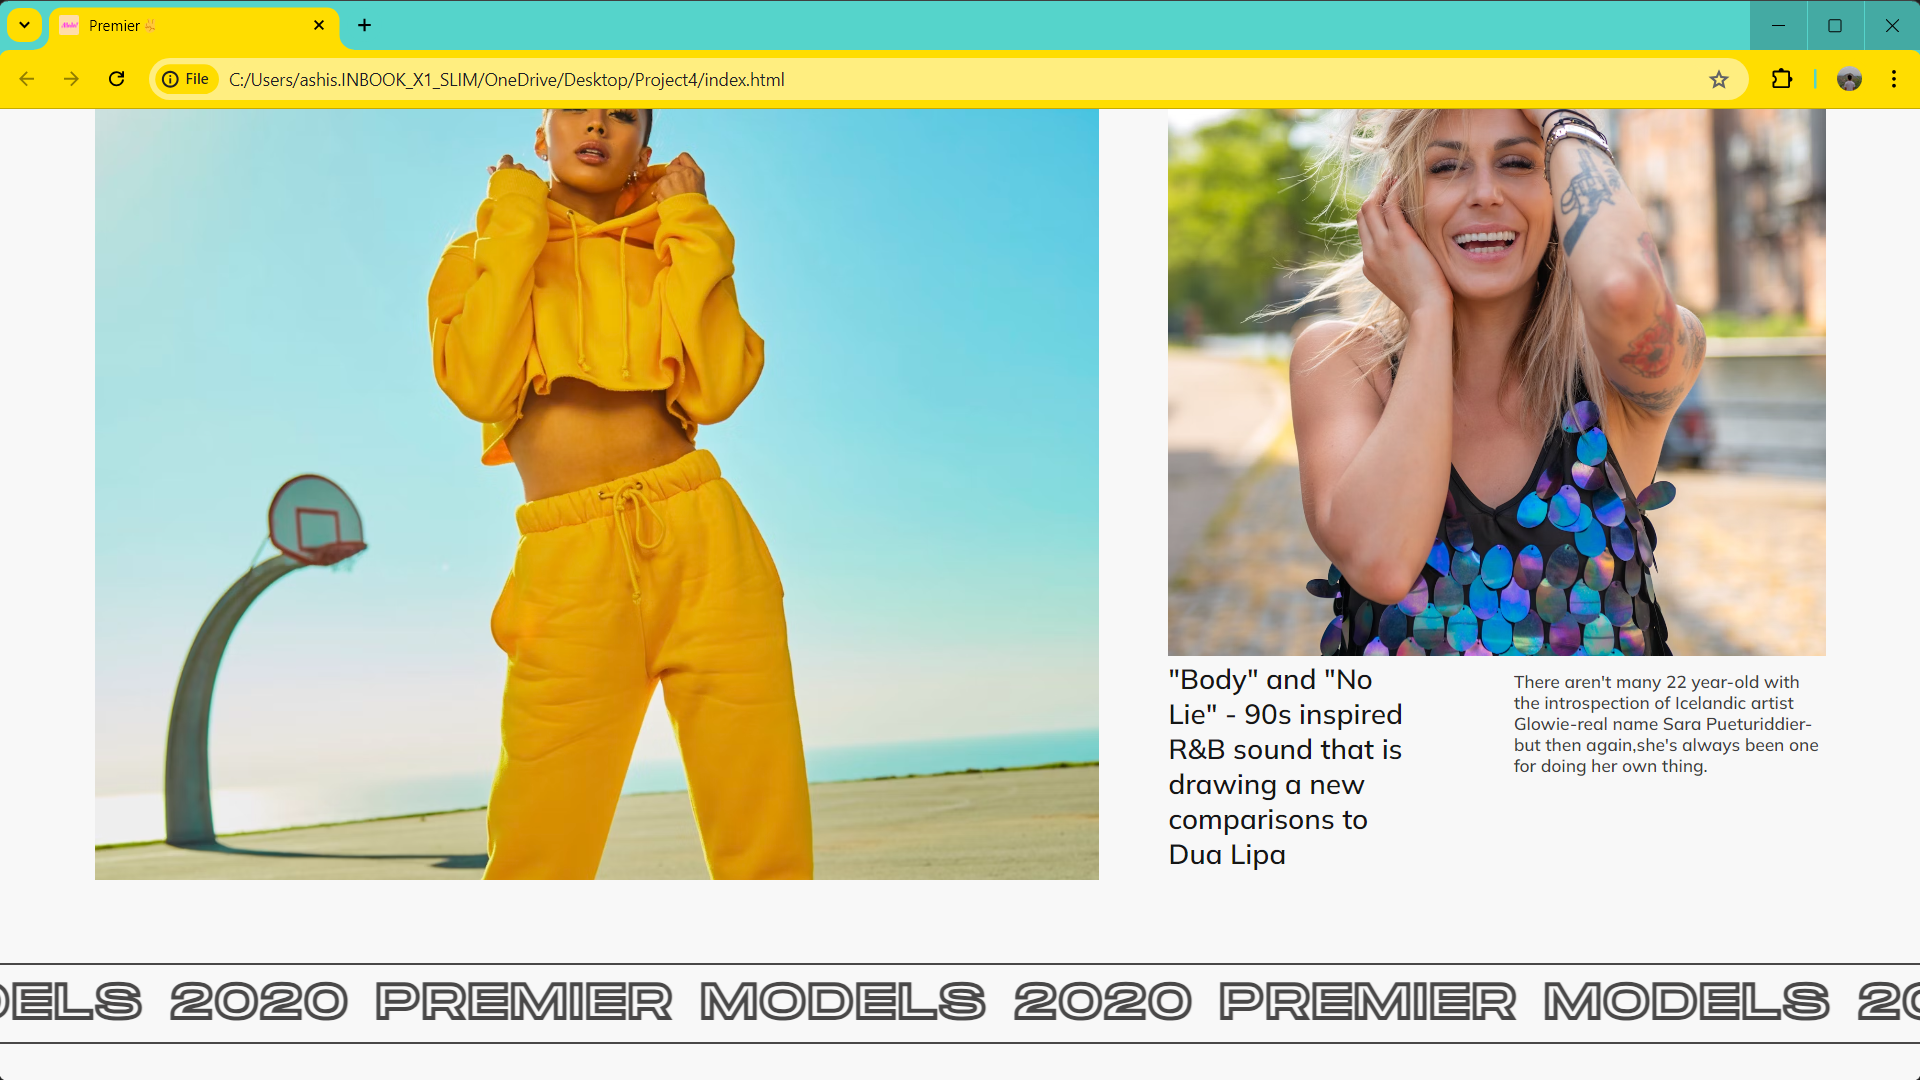 Premier
File
C:/Users/ashis.INBOOK_X1_SLIM/OneDrive/Desktop/Project4/index.html
"Body" and "No
Lie" - 90s inspired
R&B sound that is
drawing a new
comparisons to
Dua Lipa
There aren't many 22 year-old with
the introspection of Icelandic artist
Glowie-real name Sara Pueturiddier-
but then again,she's always been one
for doing her own thing.
DELS 2020 PREMIER MODELS 2020 PREMIER MODELS 20